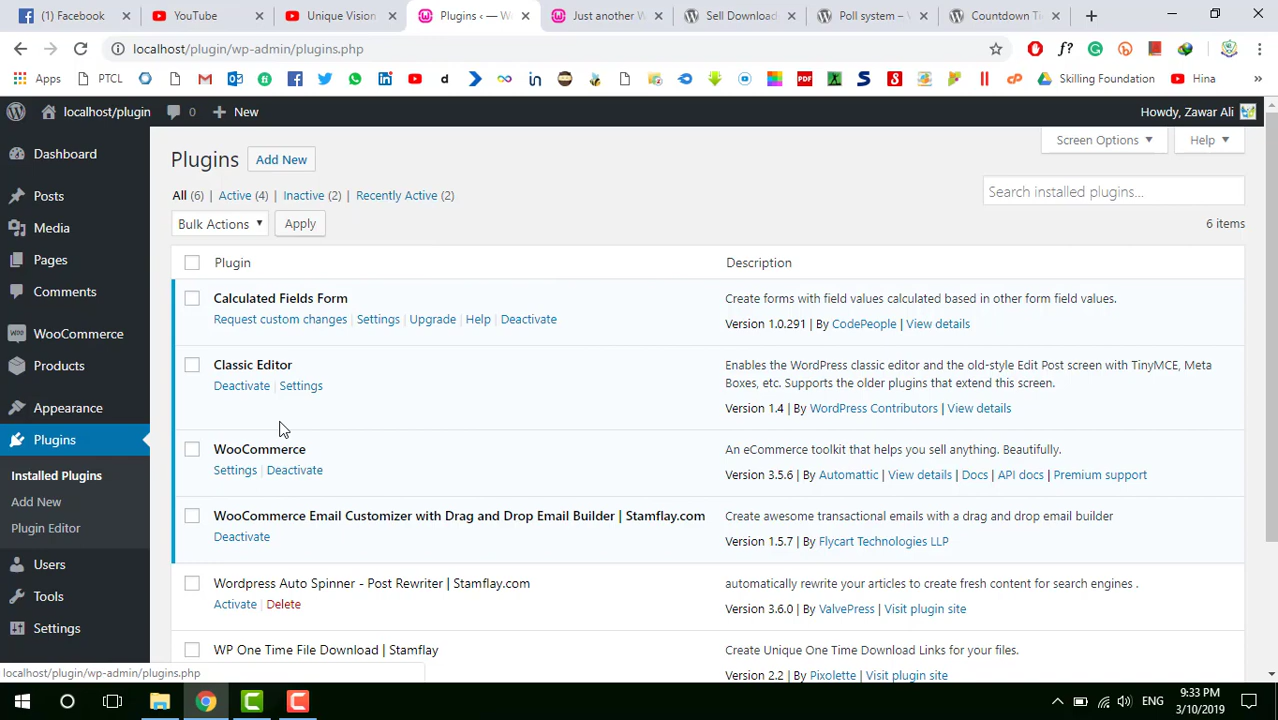 (1) Facebook
YouTube
Unique Vision
Plugins ‹ — W
Just another W
Sell Download
Poll system –
Countdown Ti
localhost/plugin/wp-admin/plugins.php
f?
Apps
PTCL
d
in
PDF
S
cP
Skilling Foundation
Hina
»
localhost/plugin
0
New
Howdy, Zawar Ali
Dashboard
Posts
Media
Pages
Comments
WooCommerce
Products
Appearance
Plugins
Installed Plugins
Add New
Plugin Editor
Users
Tools
Settings
Screen Options
Help
Plugins
Add New
All (6) | Active (4) | Inactive (2) | Recently Active (2)
Search installed plugins...
Bulk Actions
Apply
6 items
Plugin
Description
Calculated Fields Form
Request custom changes | Settings | Upgrade | Help | Deactivate
Create forms with field values calculated based in other form field values.
Version 1.0.291 | By CodePeople | View details
Classic Editor
Deactivate | Settings
Enables the WordPress classic editor and the old-style Edit Post screen with TinyMCE, Meta
Boxes, etc. Supports the older plugins that extend this screen.
Version 1.4 | By WordPress Contributors | View details
WooCommerce
Settings | Deactivate
An eCommerce toolkit that helps you sell anything. Beautifully.
Version 3.5.6 | By Automattic | View details | Docs | API docs | Premium support
WooCommerce Email Customizer with Drag and Drop Email Builder | Stamflay.com
Deactivate
Create awesome transactional emails with a drag and drop email builder
Version 1.5.7 | By Flycart Technologies LLP
Wordpress Auto Spinner - Post Rewriter | Stamflay.com
Activate | Delete
automatically rewrite your articles to create fresh content for search engines .
Version 3.6.0 | By ValvePress | Visit plugin site
WP One Time File Download | Stamflay
Create Unique One Time Download Links for your files.
Version 2.2 | By Pixolette | Visit plugin site
localhost/plugin/wp-admin/plugins.php
ENG
9:33 PM
3/10/2019